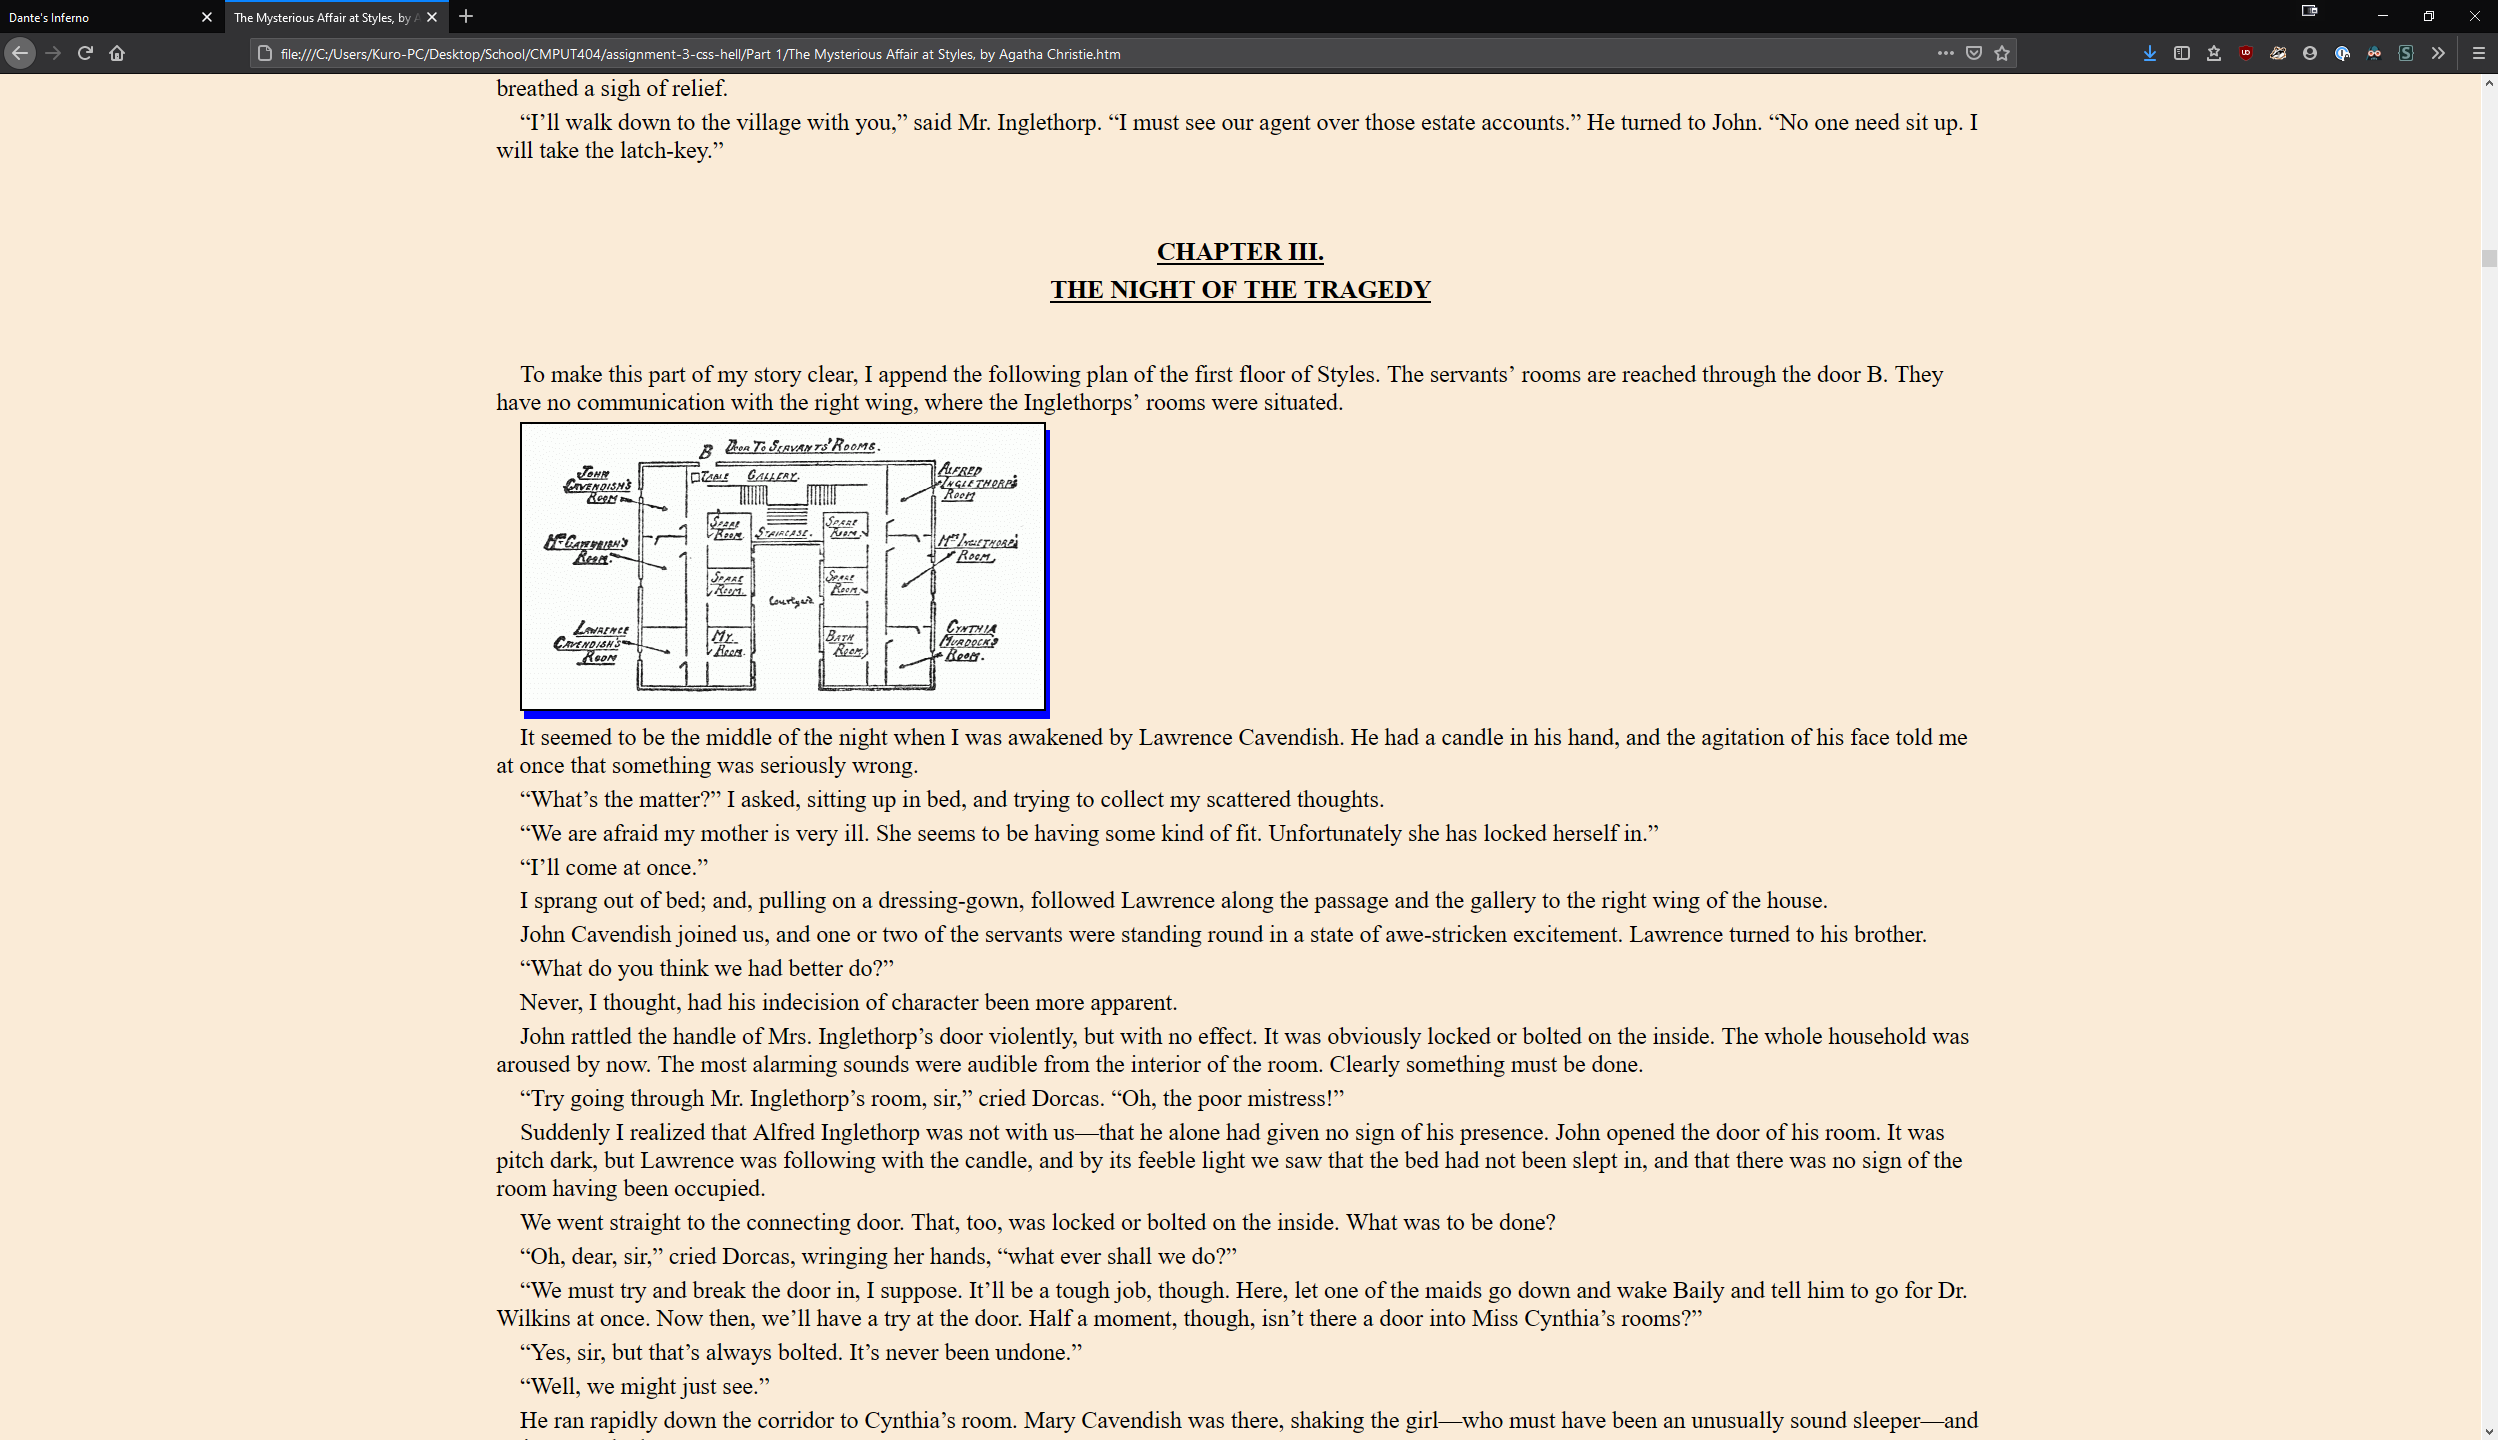 Dante's Inferno
The Mysterious Affair at Styles, by A
file:///C:/Users/Kuro-PC/Desktop/School/CMPUT404/assignment-3-css-hell/Part 1/The Mysterious Affair at Styles, by Agatha Christie.htm
breathed a sigh of relief.
“I’ll walk down to the village with you,” said Mr. Inglethorp. “I must see our agent over those estate accounts.” He turned to John. “No one need sit up. I
will take the latch-key.”
CHAPTER III.
THE NIGHT OF THE TRAGEDY
To make this part of my story clear, I append the following plan of the first floor of Styles. The servants’ rooms are reached through the door B. They
have no communication with the right wing, where the Inglethorps’ rooms were situated.
B DOOR TO SERVANTS' ROOMS.
JOHN
CAVENDISH'S
ROOM
TABLE GALLERY.
ALFRED
INGLETHORP'S
ROOM
SPARE
ROOM.
STAIRCASE.
SPARE
ROOM.
MRS CAVENDISH'S
ROOM.
MRS INGLETHORP'S
ROOM.
SPARE
ROOM.
Courtyard
SPARE
ROOM.
LAWRENCE
CAVENDISH'S
ROOM
MY.
ROOM.
BATH
ROOM.
CYNTHIA
MURDOCK'S
ROOM.
It seemed to be the middle of the night when I was awakened by Lawrence Cavendish. He had a candle in his hand, and the agitation of his face told me
at once that something was seriously wrong.
“What’s the matter?” I asked, sitting up in bed, and trying to collect my scattered thoughts.
“We are afraid my mother is very ill. She seems to be having some kind of fit. Unfortunately she has locked herself in.”
“I’ll come at once.”
I sprang out of bed; and, pulling on a dressing-gown, followed Lawrence along the passage and the gallery to the right wing of the house.
John Cavendish joined us, and one or two of the servants were standing round in a state of awe-stricken excitement. Lawrence turned to his brother.
“What do you think we had better do?”
Never, I thought, had his indecision of character been more apparent.
John rattled the handle of Mrs. Inglethorp’s door violently, but with no effect. It was obviously locked or bolted on the inside. The whole household was
aroused by now. The most alarming sounds were audible from the interior of the room. Clearly something must be done.
“Try going through Mr. Inglethorp’s room, sir,” cried Dorcas. “Oh, the poor mistress!”
Suddenly I realized that Alfred Inglethorp was not with us—that he alone had given no sign of his presence. John opened the door of his room. It was
pitch dark, but Lawrence was following with the candle, and by its feeble light we saw that the bed had not been slept in, and that there was no sign of the
room having been occupied.
We went straight to the connecting door. That, too, was locked or bolted on the inside. What was to be done?
“Oh, dear, sir,” cried Dorcas, wringing her hands, “what ever shall we do?”
“We must try and break the door in, I suppose. It’ll be a tough job, though. Here, let one of the maids go down and wake Baily and tell him to go for Dr.
Wilkins at once. Now then, we’ll have a try at the door. Half a moment, though, isn’t there a door into Miss Cynthia’s rooms?”
“Yes, sir, but that’s always bolted. It’s never been undone.”
“Well, we might just see.”
He ran rapidly down the corridor to Cynthia’s room. Mary Cavendish was there, shaking the girl—who must have been an unusually sound sleeper—and